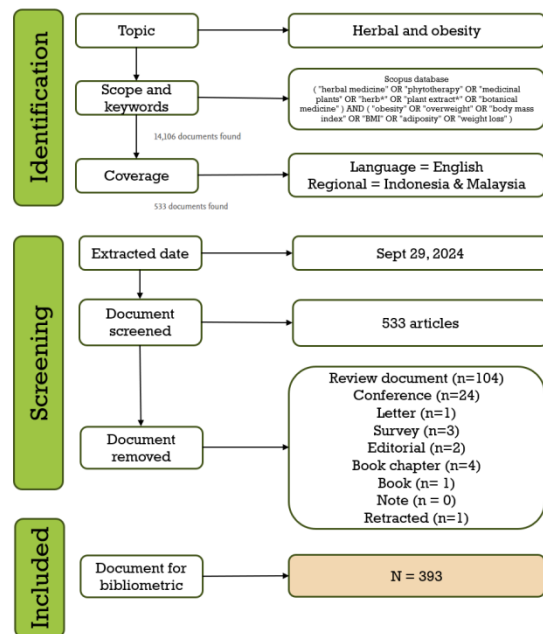 Identification
Topic
Herbal and obesity
Scope and
keywords
Scopus database
( "herbal medicine" OR "phytotherapy" OR "medicinal
plants" OR "herb*" OR "plant extract*" OR "botanical
medicine" ) AND ( "obesity" OR "overweight" OR "body mass
index" OR "BMI" OR "adiposity" OR "weight loss" )
14,106 documents found
Coverage
Language = English
Regional = Indonesia & Malaysia
533 documents found
Screening
Extracted date
Sept 29, 2024
Document
screened
533 articles
Document
removed
Review document (n=104)
Conference (n=24)
Letter (n=1)
Survey (n=3)
Editorial (n=2)
Book chapter (n=4)
Book (n= 1)
Note (n = 0)
Retracted (n=1)
Included
Document for
bibliometric
N = 393